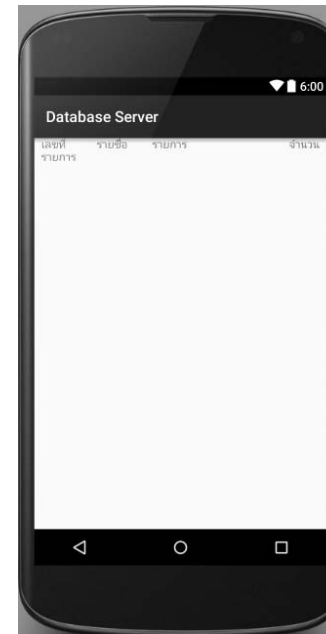 6:00
Database Server
เลขที่ รายชื่อ รายการ จำนวน
รายการ